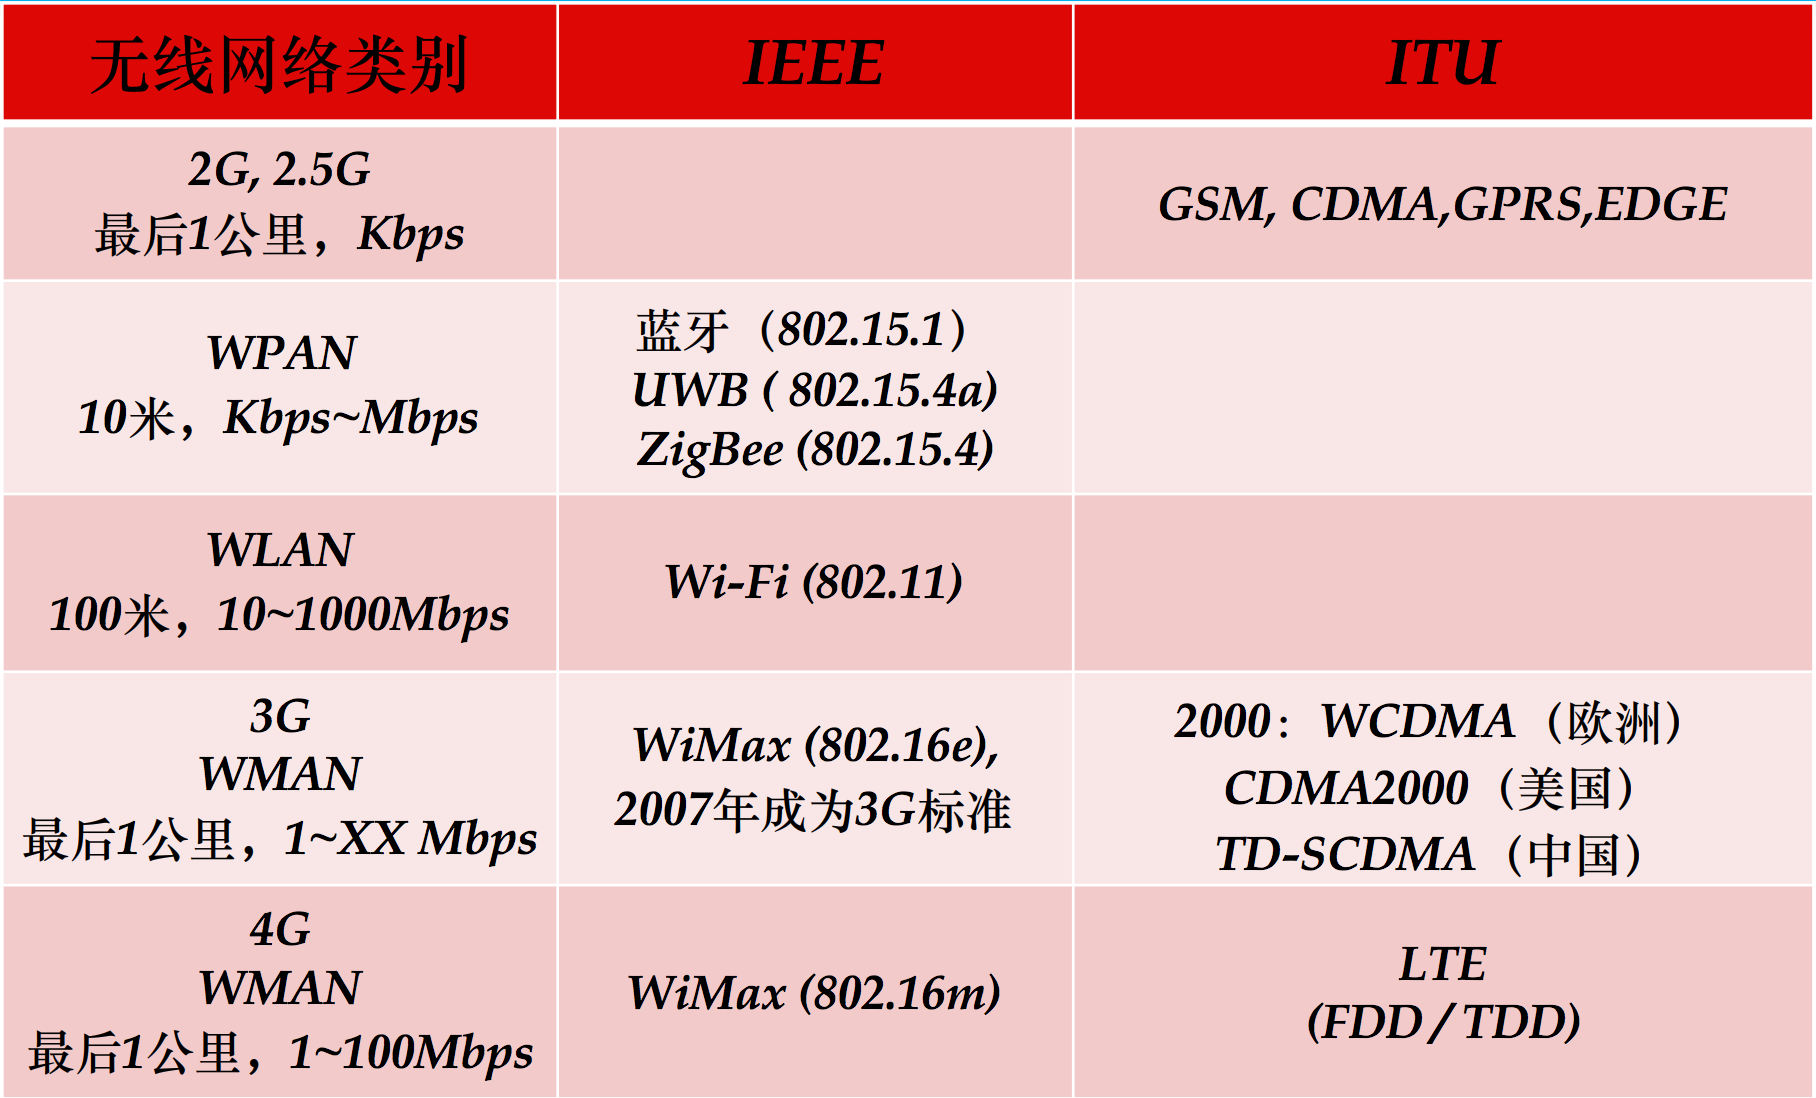 无线网络类别
IEEE
ITU
2G, 2.5G
最后1公里，Kbps
GSM, CDMA,GPRS,EDGE
WPAN
10米，Kbps~Mbps
蓝牙（802.15.1）
UWB ( 802.15.4a)
ZigBee (802.15.4)
WLAN
100米，10~1000Mbps
Wi-Fi (802.11)
3G
WMAN
最后1公里，1~XX Mbps
WiMax (802.16e),
2007年成为3G标准
2000：WCDMA（欧洲）
CDMA2000（美国）
TD-SCDMA（中国）
4G
WMAN
最后1公里，1~100Mbps
WiMax (802.16m)
LTE
(FDD / TDD)